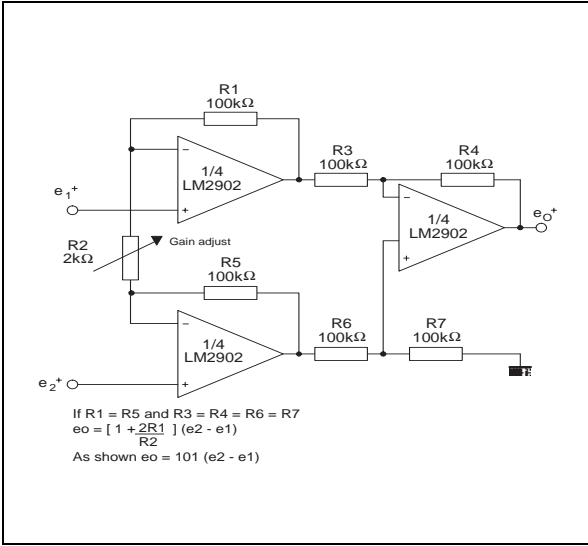 R1
100kΩ
1/4
LM2902
R3
100kΩ
R4
100kΩ
e1+
1/4
LM2902
eO+
R2
2kΩ
Gain adjust
R5
100kΩ
1/4
LM2902
R6
100kΩ
R7
100kΩ
e2+
If R1 = R5 and R3 = R4 = R6 = R7
eo = [ 1 + 2R1 ] (e2 - e1)
R2
As shown eo = 101 (e2 - e1)